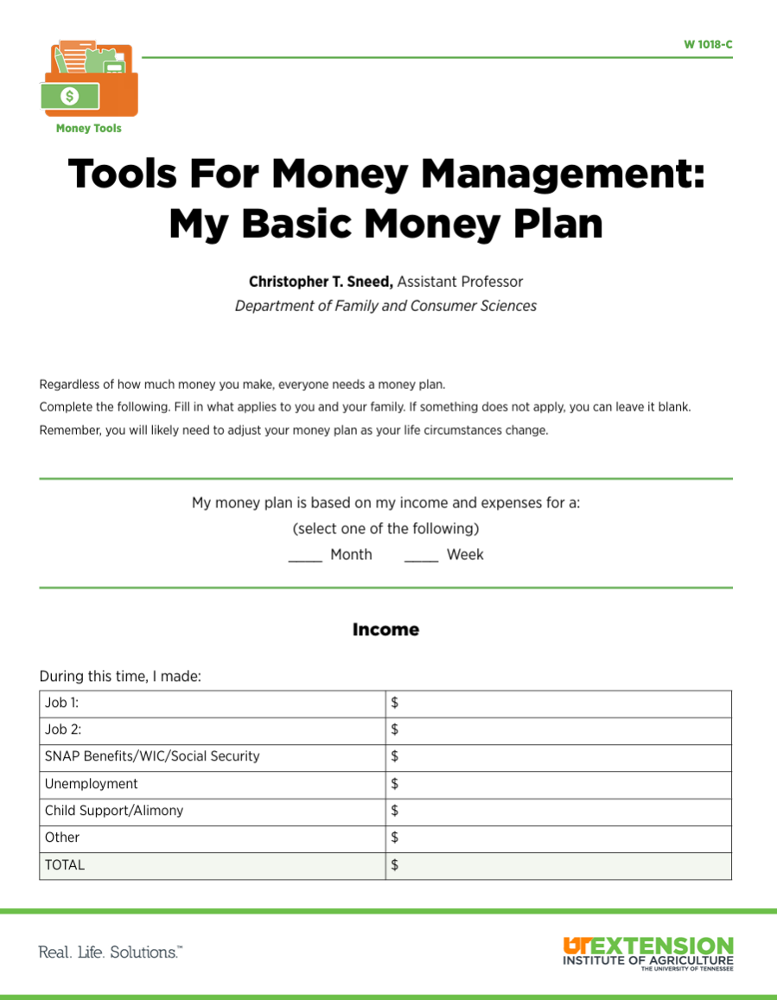 W 1018-C
$
Money Tools
Tools For Money Management:
My Basic Money Plan
Christopher T. Sneed, Assistant Professor
Department of Family and Consumer Sciences
Regardless of how much money you make, everyone needs a money plan.
Complete the following. Fill in what applies to you and your family. If something does not apply, you can leave it blank.
Remember, you will likely need to adjust your money plan as your life circumstances change.
My money plan is based on my income and expenses for a:
(select one of the following)
____ Month ____ Week
Income
During this time, I made:
Job 1: $
Job 2: $
SNAP Benefits/WIC/Social Security $
Unemployment $
Child Support/Alimony $
Other $
TOTAL $
Real. Life. Solutions.™
UT EXTENSION
INSTITUTE OF AGRICULTURE
THE UNIVERSITY OF TENNESSEE